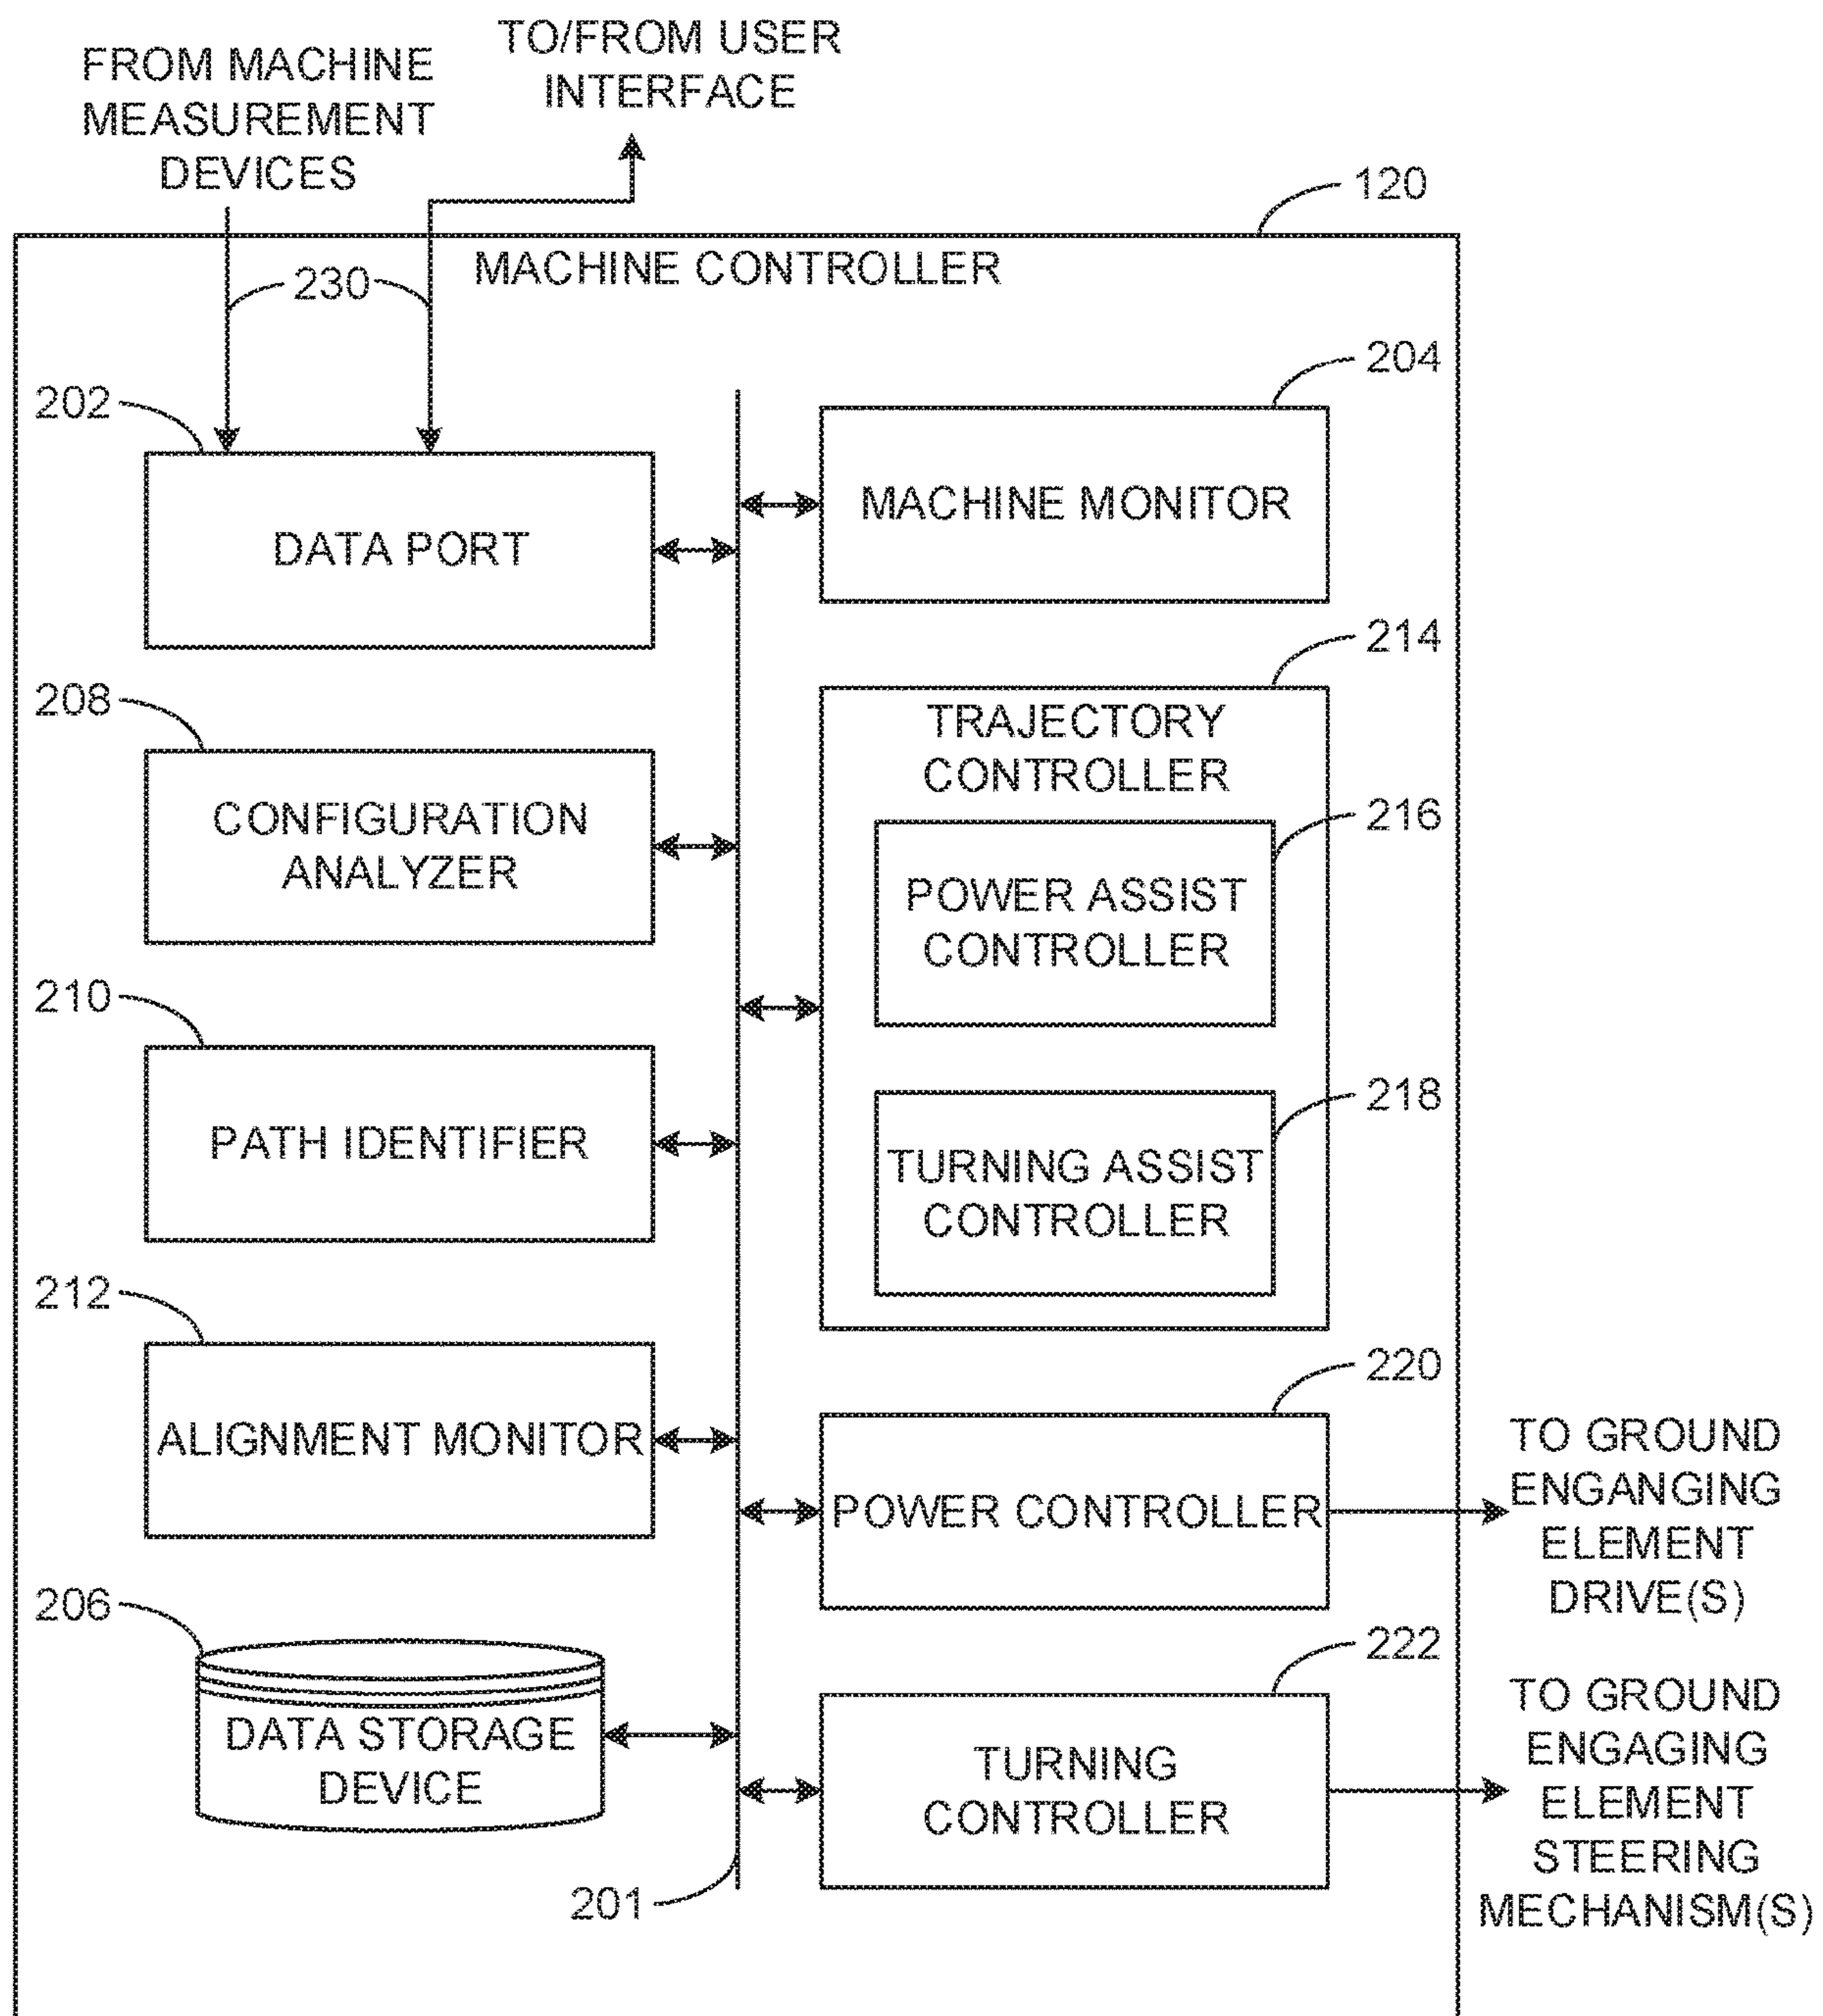 FROM MACHINE
MEASUREMENT
DEVICES
TO/FROM USER
INTERFACE
120
MACHINE CONTROLLER
230
202
DATA PORT
204
MACHINE MONITOR
208
CONFIGURATION
ANALYZER
214
TRAJECTORY
CONTROLLER
216
POWER ASSIST
CONTROLLER
210
PATH IDENTIFIER
218
TURNING ASSIST
CONTROLLER
212
ALIGNMENT MONITOR
220
POWER CONTROLLER
TO GROUND
ENGANGING
ELEMENT
DRIVE(S)
206
DATA STORAGE
DEVICE
222
TURNING
CONTROLLER
TO GROUND
ENGAGING
ELEMENT
STEERING
MECHANISM(S)
201